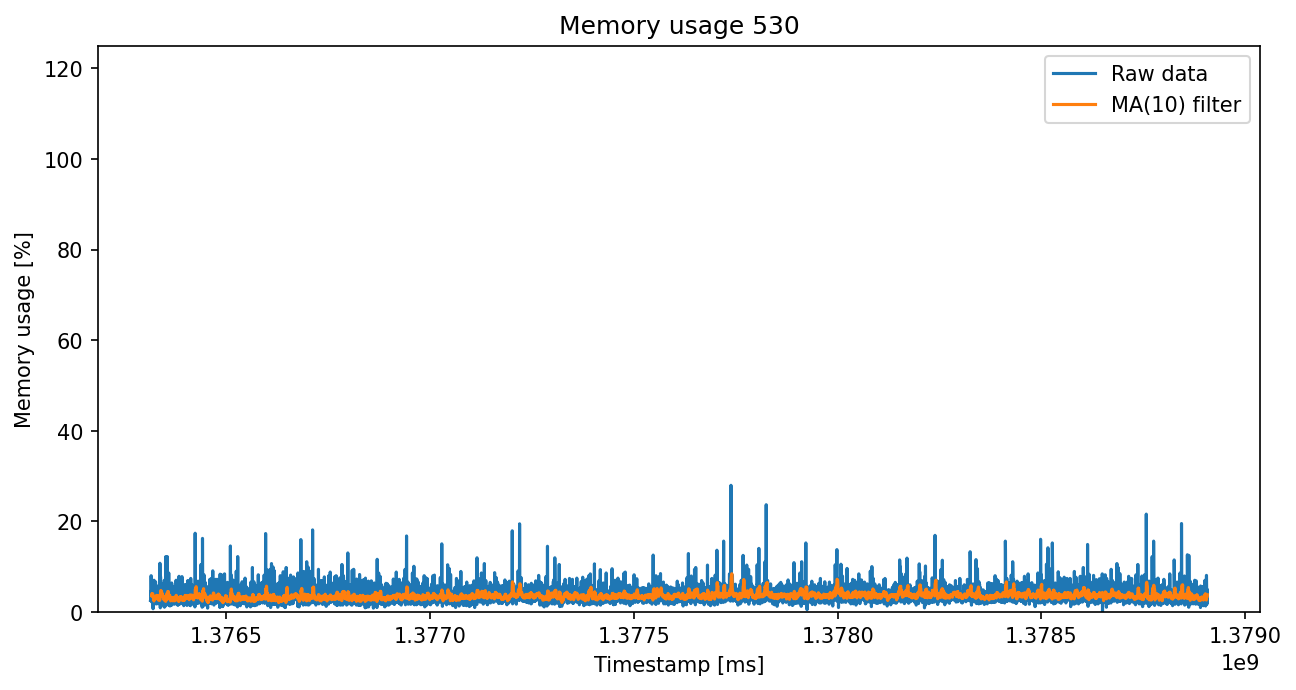 Memory usage 530
Raw data
MA(10) filter
Memory usage [%]
120
100
80
60
40
20
0
1.3765 1.3770 1.3775 1.3780 1.3785 1.3790
1e9
Timestamp [ms]